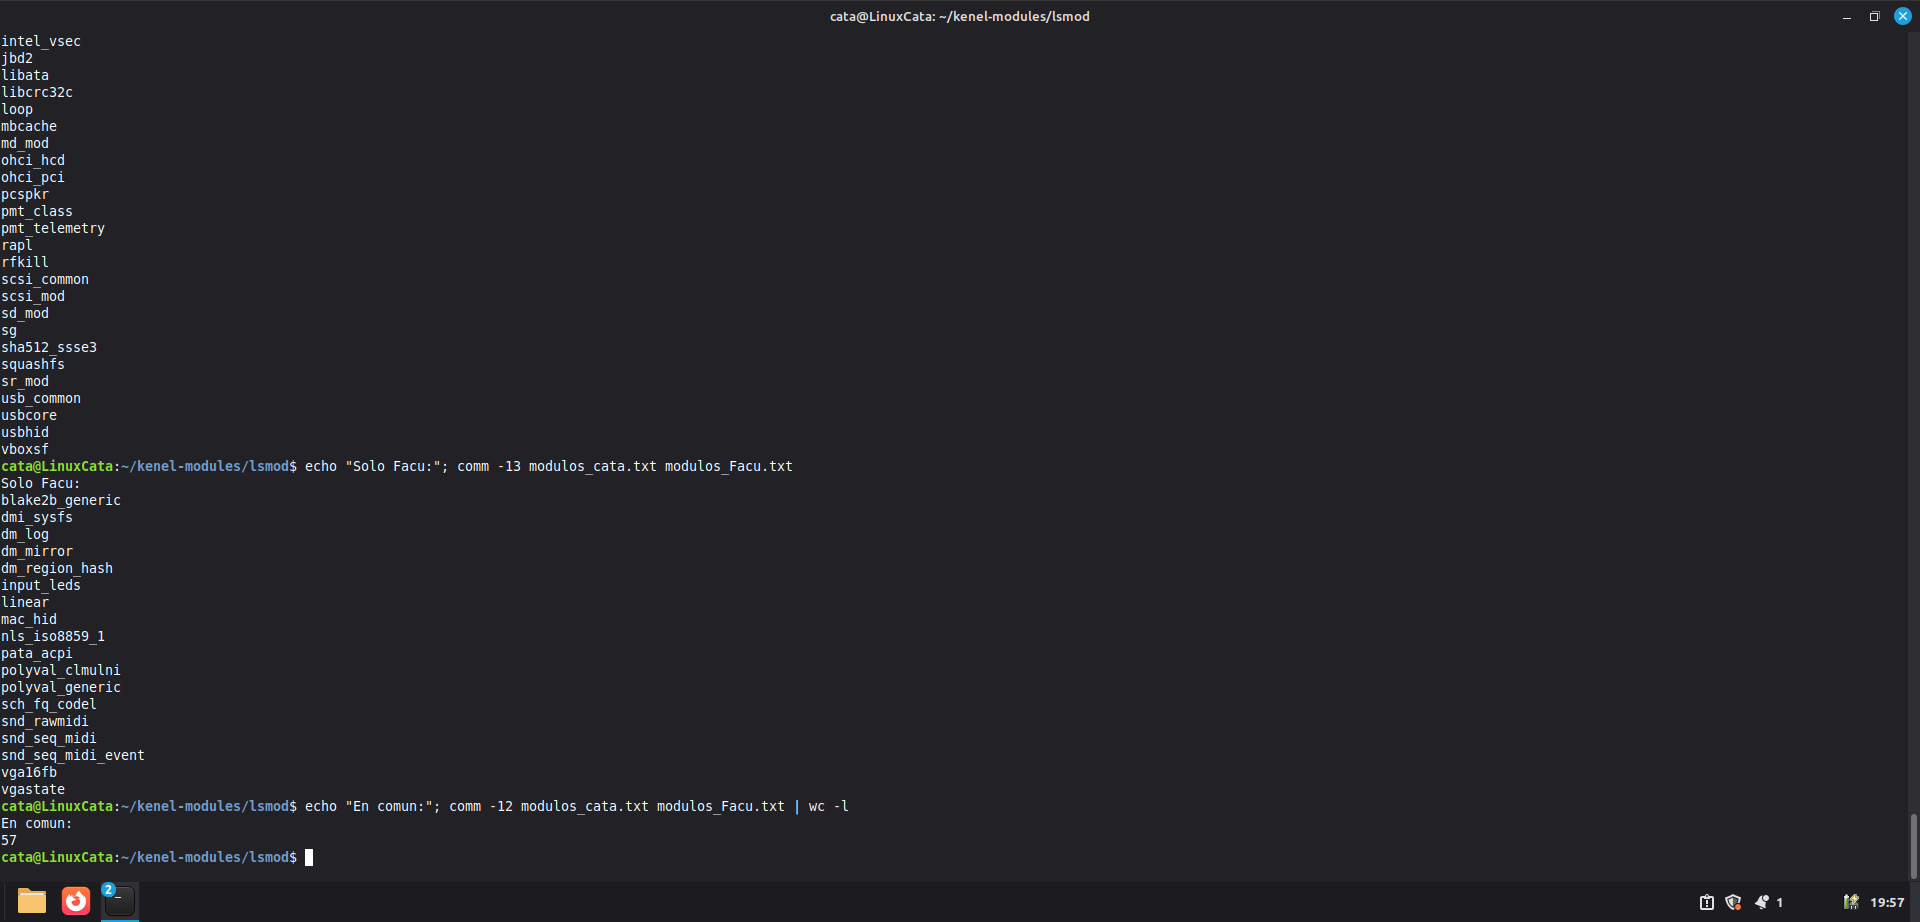 cata@LinuxCata: ~/kenel-modules/lsmod
intel_vsec
jbd2
libata
libcrc32c
loop
mbcache
md_mod
ohci_hcd
ohci_pci
pcspkr
pmt_class
pmt_telemetry
rapl
rfkill
scsi_common
scsi_mod
sd_mod
sg
sha512_ssse3
squashfs
sr_mod
usb_common
usbcore
usbhid
vboxsf
cata@LinuxCata:~/kenel-modules/lsmod$ echo "Solo Facu:"; comm -13 modulos_cata.txt modulos_Facu.txt
Solo Facu:
blake2b_generic
dmi_sysfs
dm_log
dm_mirror
dm_region_hash
input_leds
linear
mac_hid
nls_iso8859_1
pata_acpi
polyval_clmulni
polyval_generic
sch_fq_codel
snd_rawmidi
snd_seq_midi
snd_seq_midi_event
vga16fb
vgastate
cata@LinuxCata:~/kenel-modules/lsmod$ echo "En comun:"; comm -12 modulos_cata.txt modulos_Facu.txt | wc -l
En comun:
57
cata@LinuxCata:~/kenel-modules/lsmod$
2
1
19:57